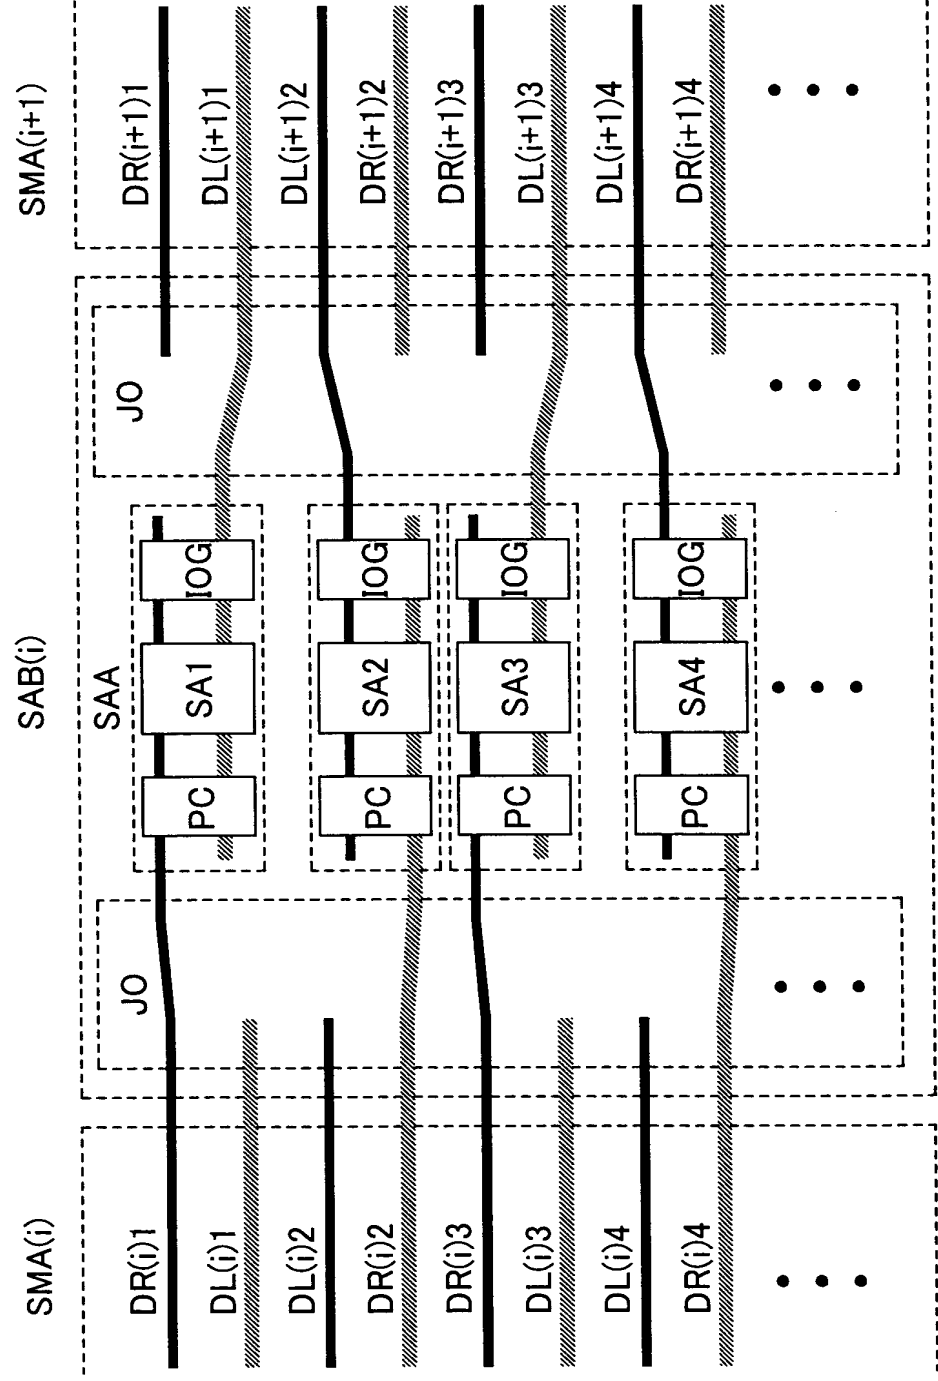 SMA(i)
SAB(i)
SMA(i+1)
DR(i)1
DL(i)1
DL(i)2
DR(i)2
DR(i)3
DL(i)3
DL(i)4
DR(i)4
JO
SAA
PC
SA1
IOG
PC
SA2
IOG
PC
SA3
IOG
PC
SA4
IOG
JO
DR(i+1)1
DL(i+1)1
DL(i+1)2
DR(i+1)2
DR(i+1)3
DL(i+1)3
DL(i+1)4
DR(i+1)4